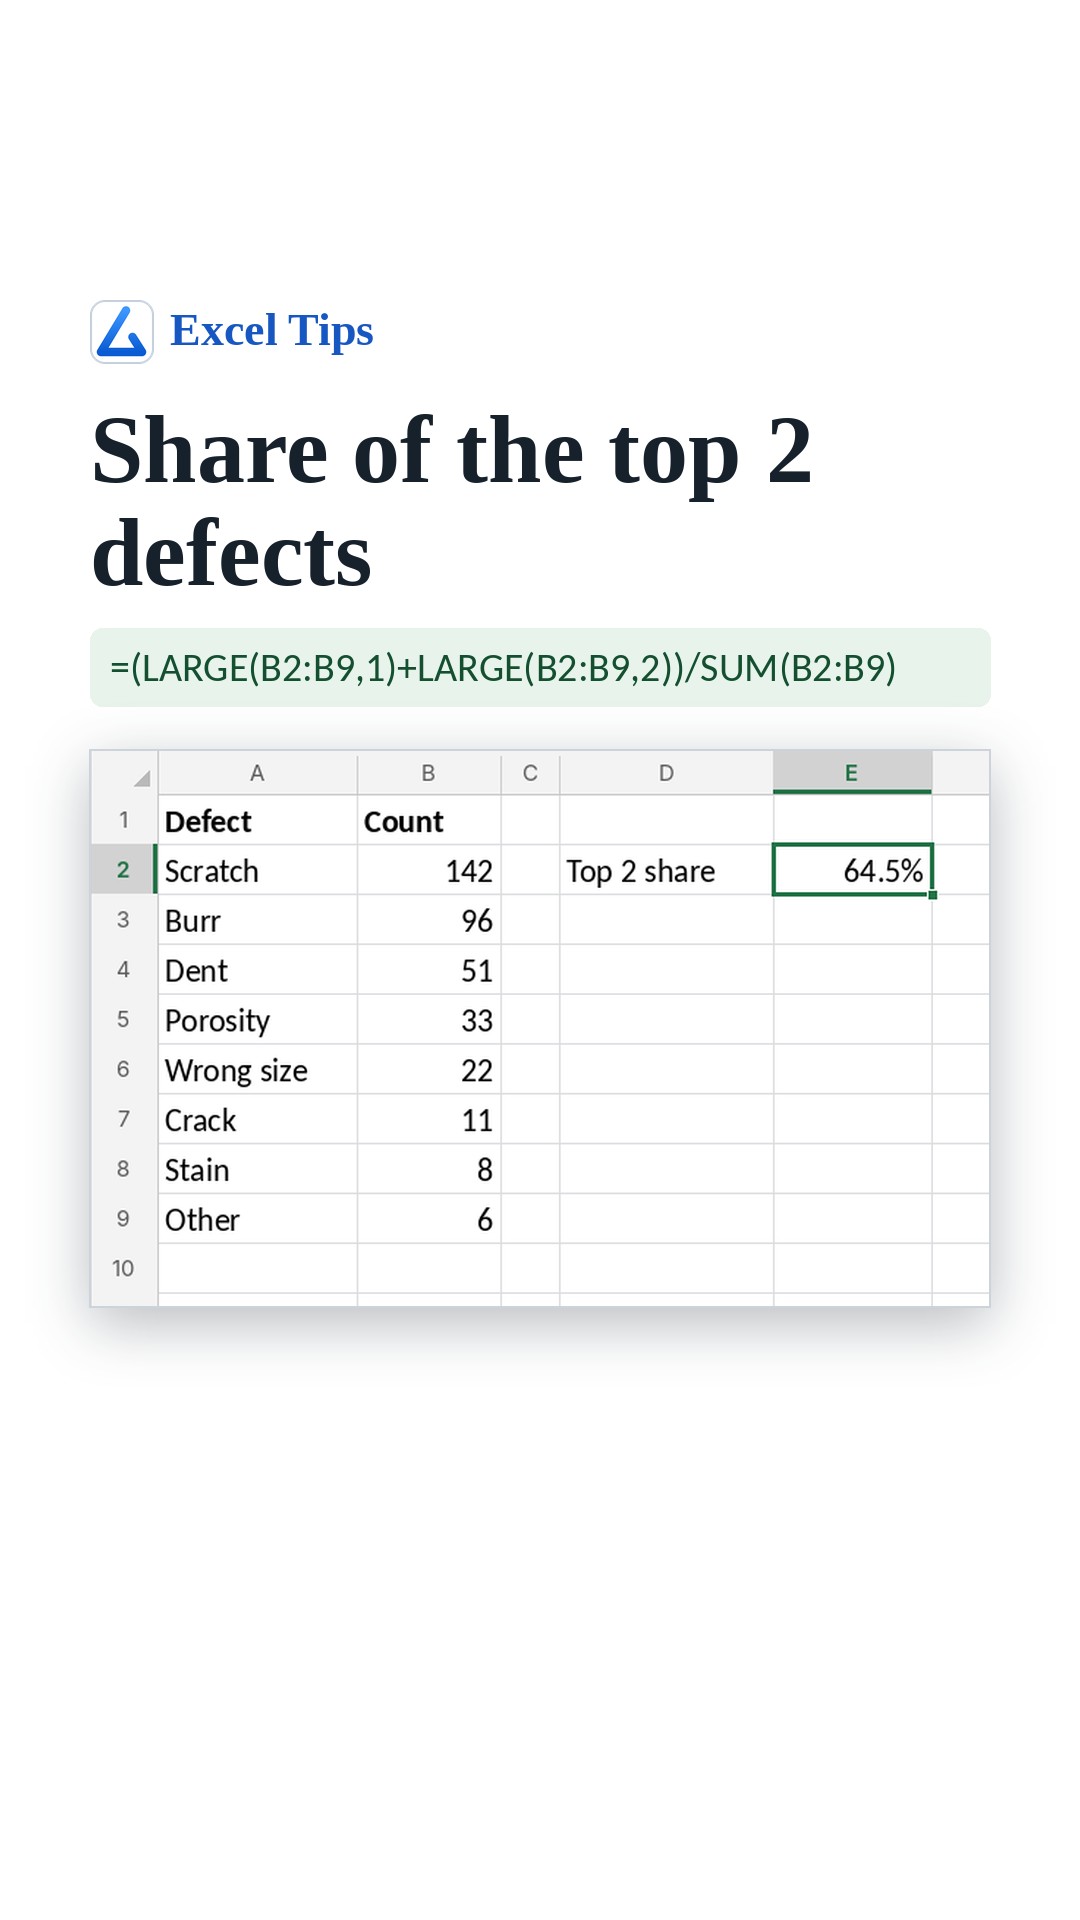 Excel Tips
Share of the top 2
defects
=(LARGE(B2:B9,1)+LARGE(B2:B9,2))/SUM(B2:B9)
A B C D E
1 Defect Count
2 Scratch 142 Top 2 share 64.5%
3 Burr 96
4 Dent 51
5 Porosity 33
6 Wrong size 22
7 Crack 11
8 Stain 8
9 Other 6
10